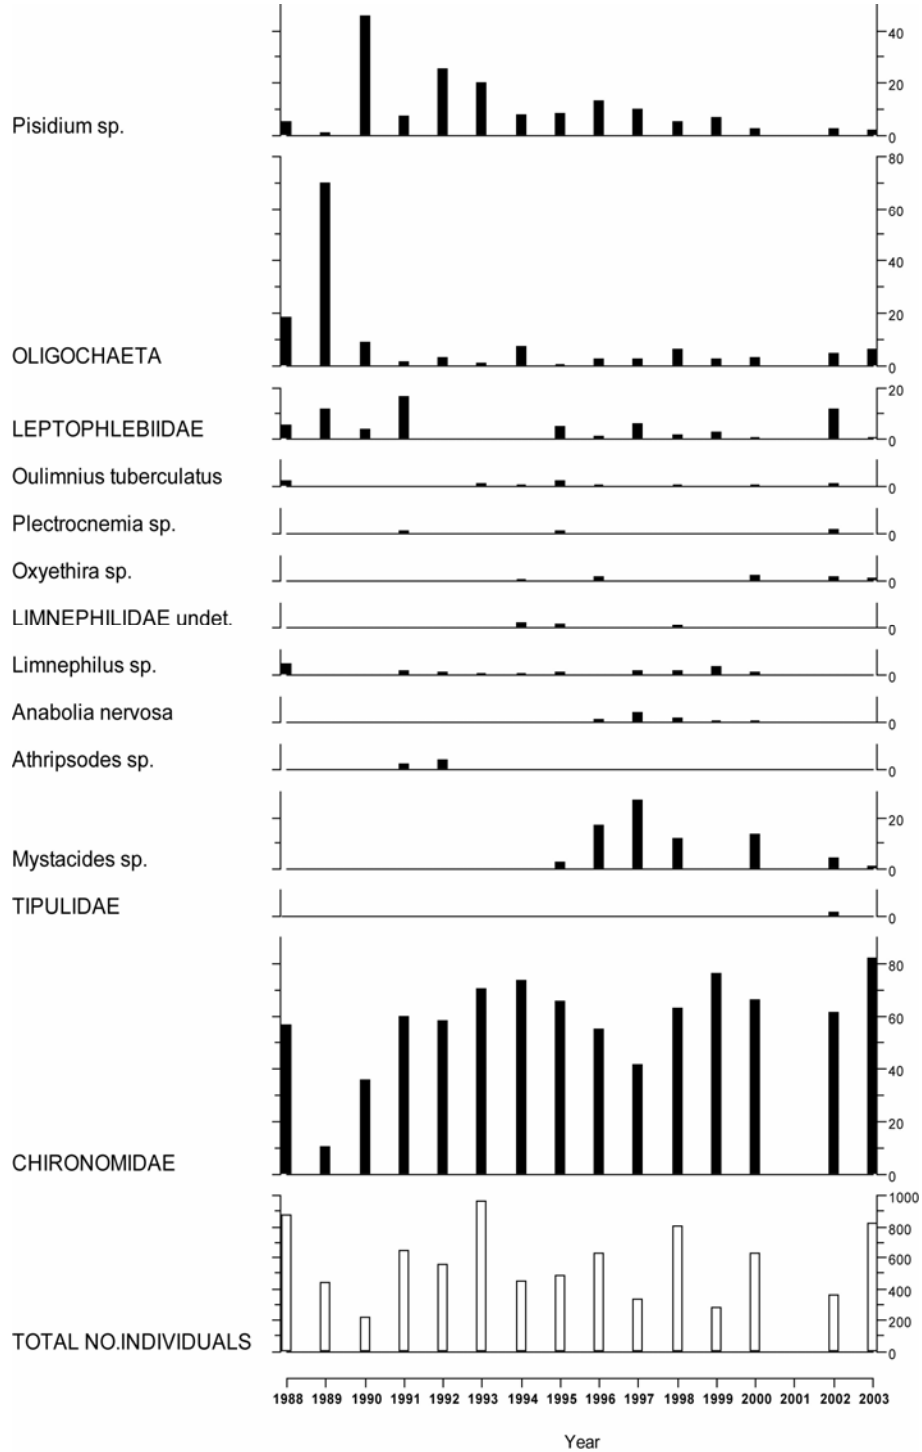 40
20
Pisidium sp.
0
80
60
40
20
OLIGOCHAETA
0
20
LEPTOPHLEBIIDAE
0
Oulimnius tuberculatus
0
Plectrocnemia sp.
0
Oxyethira sp.
0
LIMNEPHILIDAE undet.
0
Limnephilus sp.
0
Anabolia nervosa
0
Athripsodes sp.
0
20
Mystacides sp.
0
TIPULIDAE
0
80
60
40
20
CHIRONOMIDAE
0
1000
800
600
400
200
TOTAL NO.INDIVIDUALS
0
1988 1989 1990 1991 1992 1993 1994 1995 1996 1997 1998 1999 2000 2001 2002 2003
Year